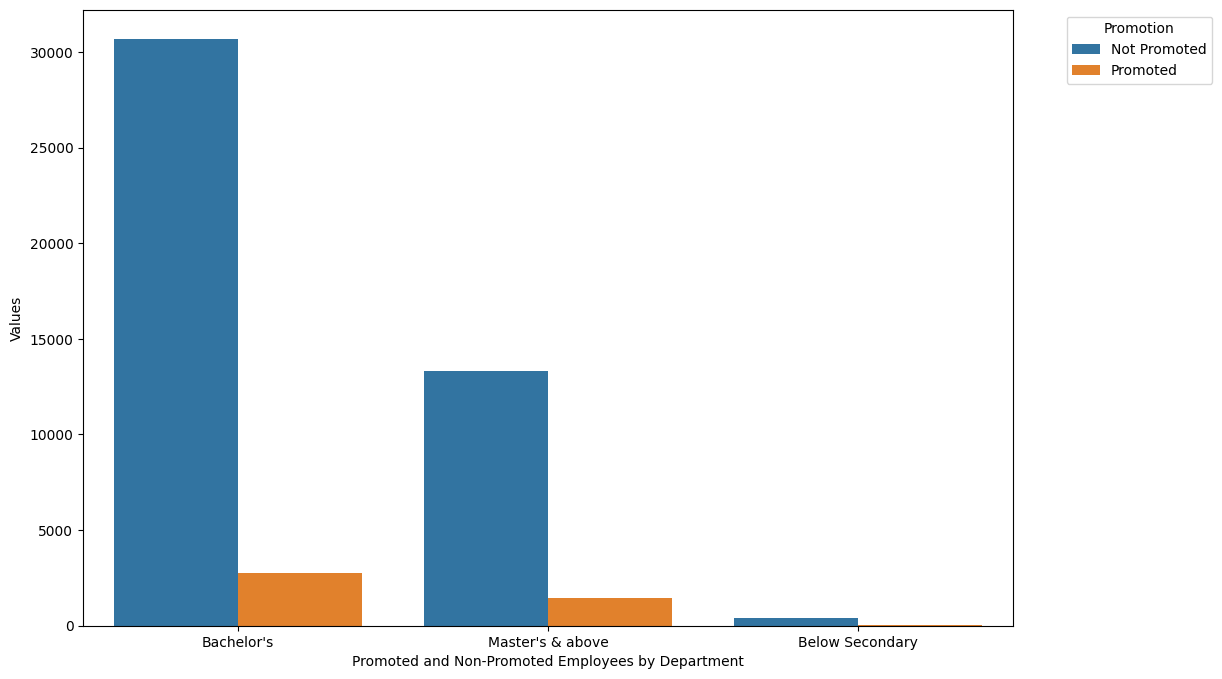 Promotion
Not Promoted
Promoted
Values
30000
25000
20000
15000
10000
5000
0
Bachelor's
Master's & above
Below Secondary
Promoted and Non-Promoted Employees by Department